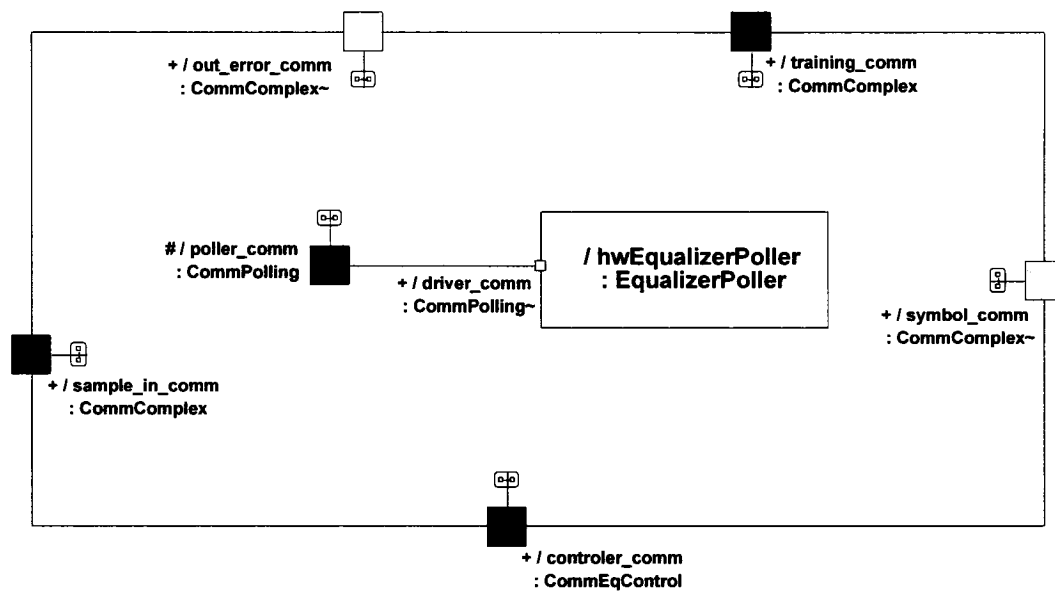 + / out_error_comm
: CommComplex~
+ / training_comm
: CommComplex
# / poller_comm
: CommPolling
+ / driver_comm
: CommPolling~
/ hwEqualizerPoller
: EqualizerPoller
+ / symbol_comm
: CommComplex~
+ / sample_in_comm
: CommComplex
+ / controler_comm
: CommEqControl